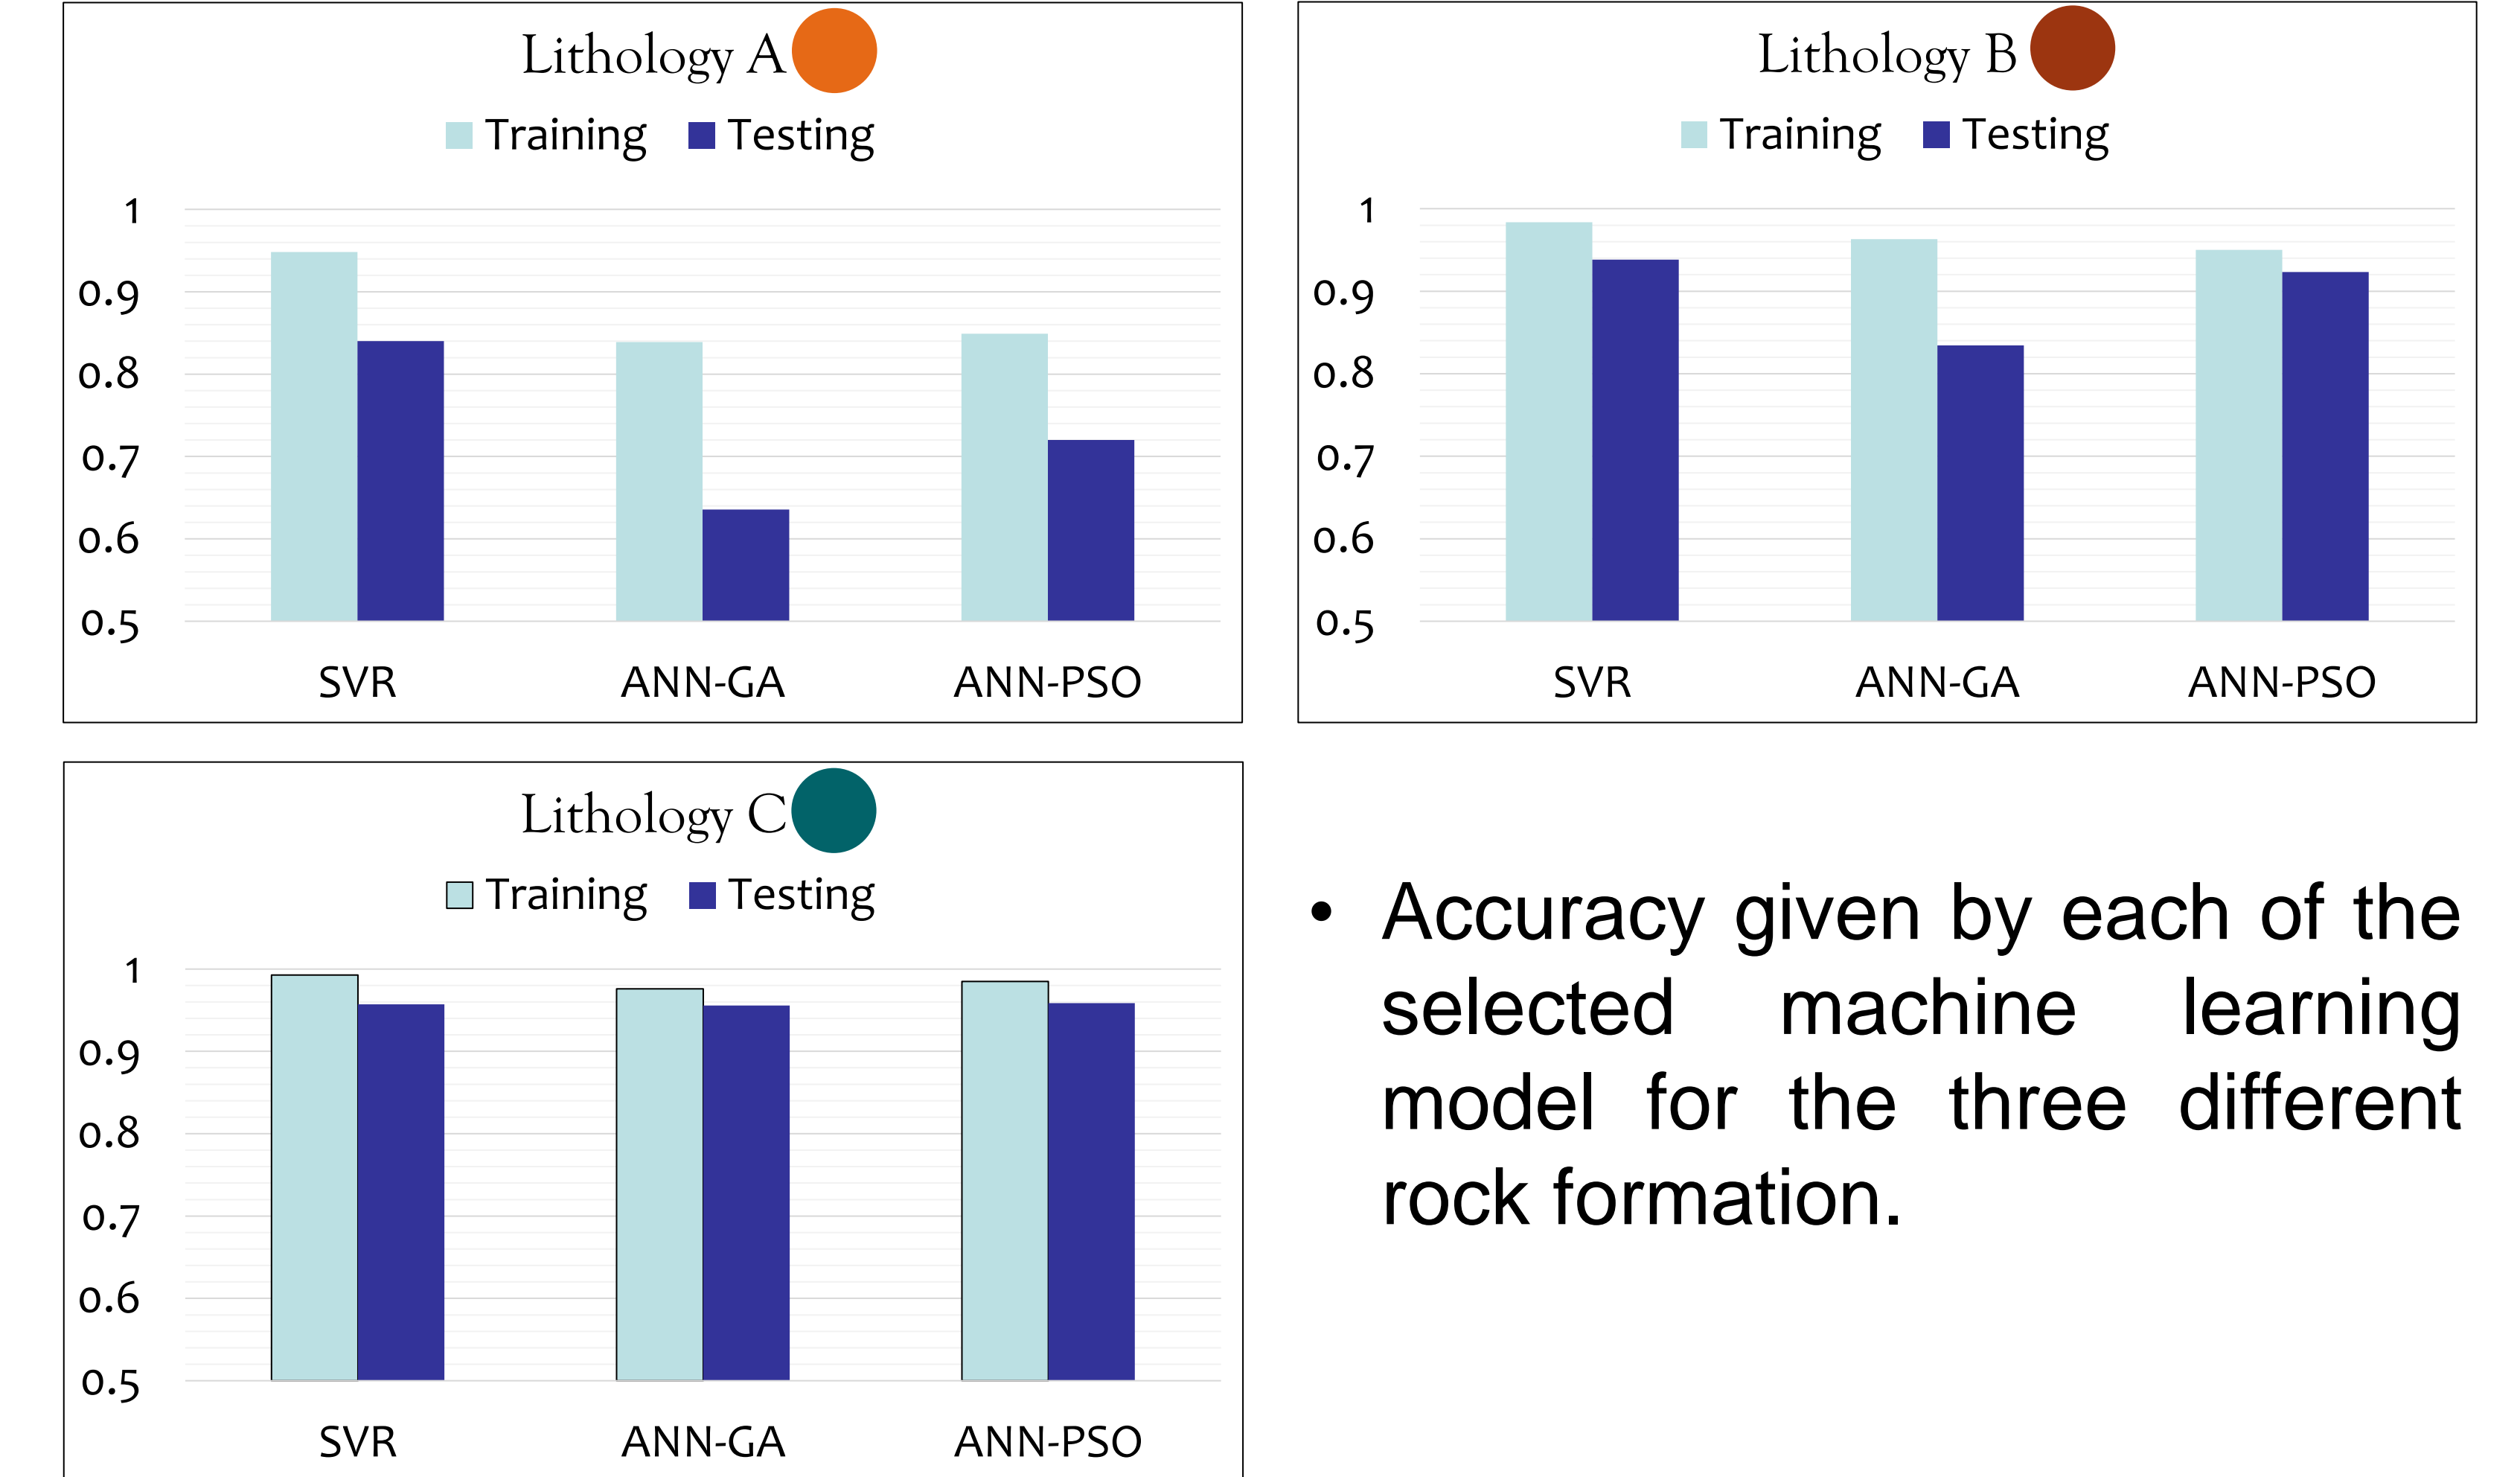 Lithology A
Training Testing
1
0.9
0.8
0.7
0.6
0.5
SVR ANN-GA ANN-PSO
Lithology B
Training Testing
1
0.9
0.8
0.7
0.6
0.5
SVR ANN-GA ANN-PSO
Lithology C
Training Testing
1
0.9
0.8
0.7
0.6
0.5
SVR ANN-GA ANN-PSO
• Accuracy given by each of the
selected machine learning
model for the three different
rock formation.